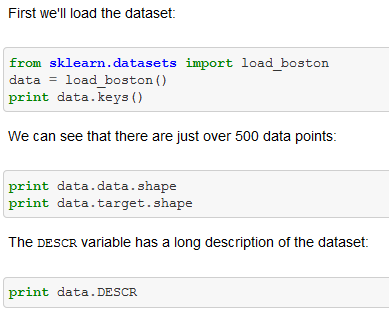 First we'll load the dataset:
from sklearn.datasets import load_boston
data = load_boston()
print data.keys()
We can see that there are just over 500 data points:
print data.data.shape
print data.target.shape
The DESCR variable has a long description of the dataset:
print data.DESCR